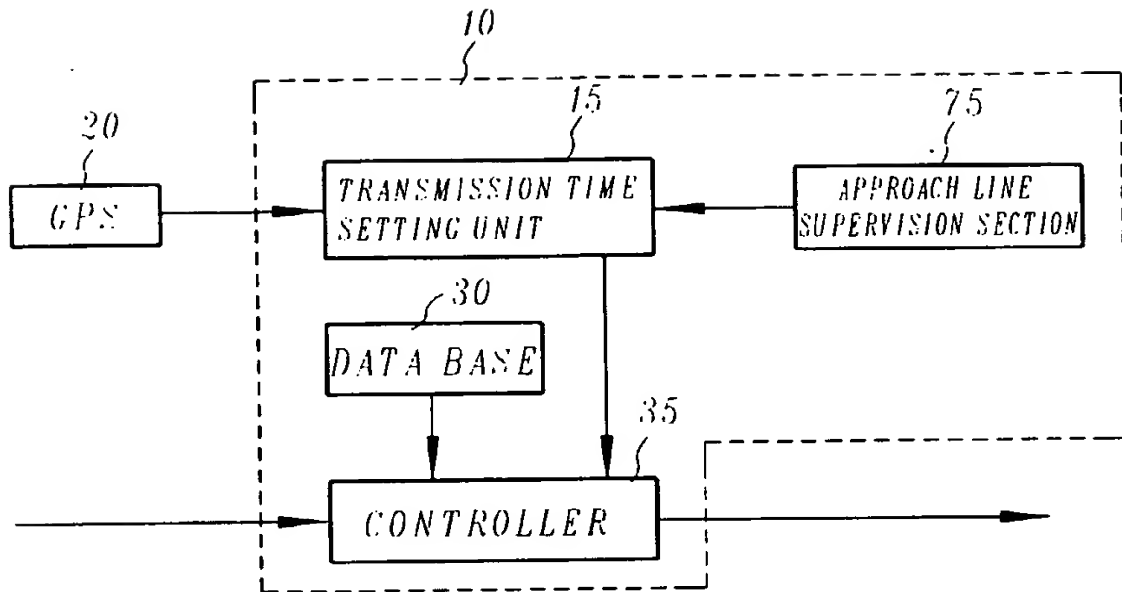 10
15
75
20
GPS
TRANSMISSION TIME
SETTING UNIT
APPROACH LINE
SUPERVISION SECTION
30
DATA BASE
35
CONTROLLER